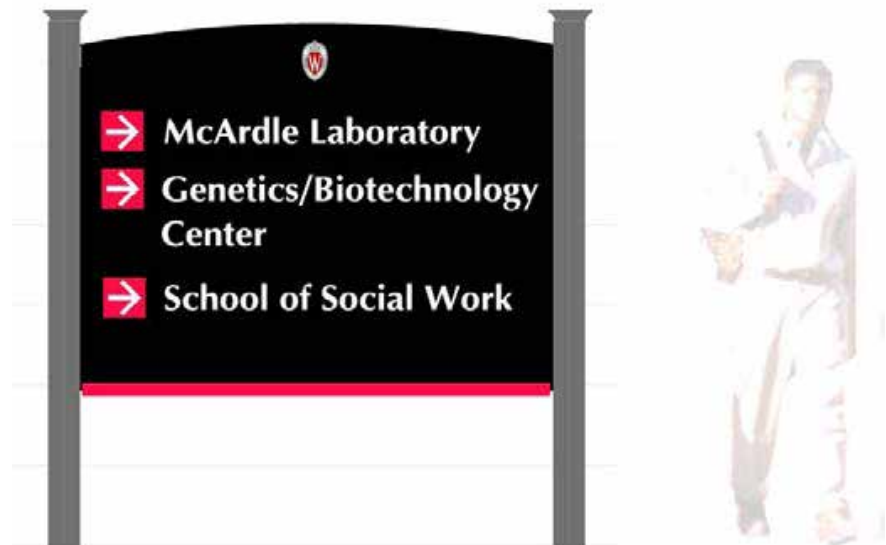 W
McArdle Laboratory
Genetics/Biotechnology
Center
School of Social Work